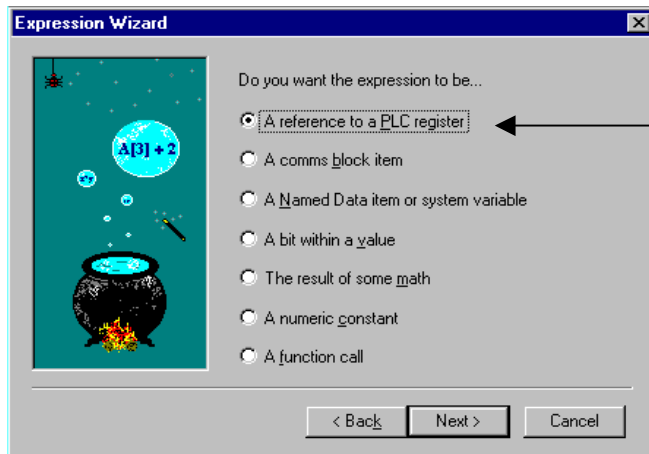 Expression Wizard
Do you want the expression to be...
A reference to a PLC register
A[3] + 2
A comms block item
x*y
A Named Data item or system variable
A bit within a value
The result of some math
A numeric constant
A function call
< Back Next > Cancel